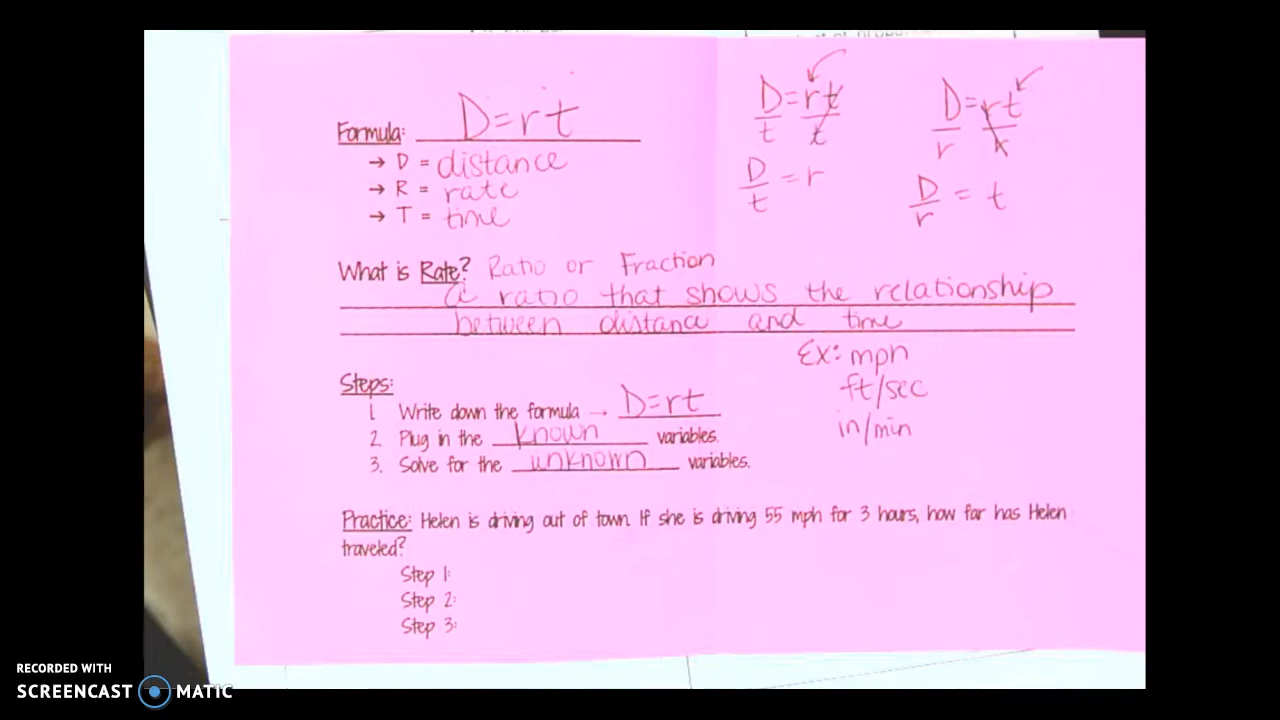 D = rt
Formula:
→ D = distance
→ R = rate
→ T = time
D = rt
t t
D = r
t
D = rt
r r
D = t
r
What is Rate? Ratio or Fraction
a ratio that shows the relationship
between distance and time
Ex: mph
ft/sec
in/min
Steps:
1. Write down the formula → D=rt
2. Plug in the known variables.
3. Solve for the unknown variables.
Practice: Helen is driving out of town. If she is driving 55 mph for 3 hours, how far has Helen
traveled?
Step 1:
Step 2:
Step 3:
RECORDED WITH
SCREENCAST MATIC